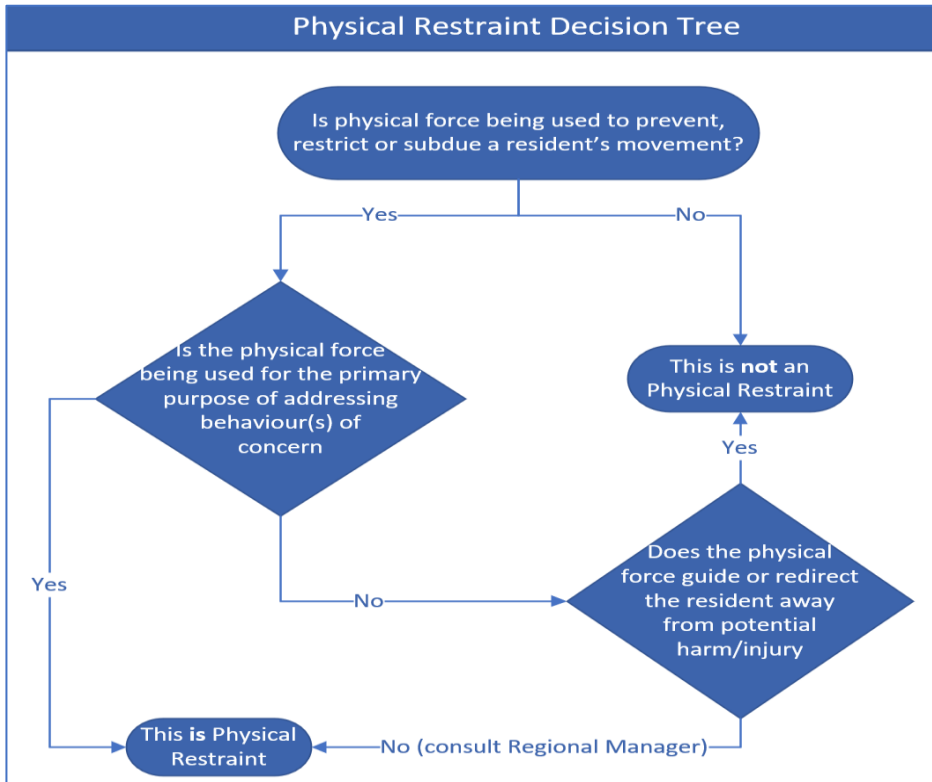 Physical Restraint Decision Tree
Is physical force being used to prevent,
restrict or subdue a resident's movement?
Yes
No
Is the physical force
being used for the primary
purpose of addressing
behaviour(s) of
concern
This is not an
Physical Restraint
Yes
Does the physical
force guide or redirect
the resident away
from potential
harm/injury
Yes
No
This is Physical
Restraint
No (consult Regional Manager)